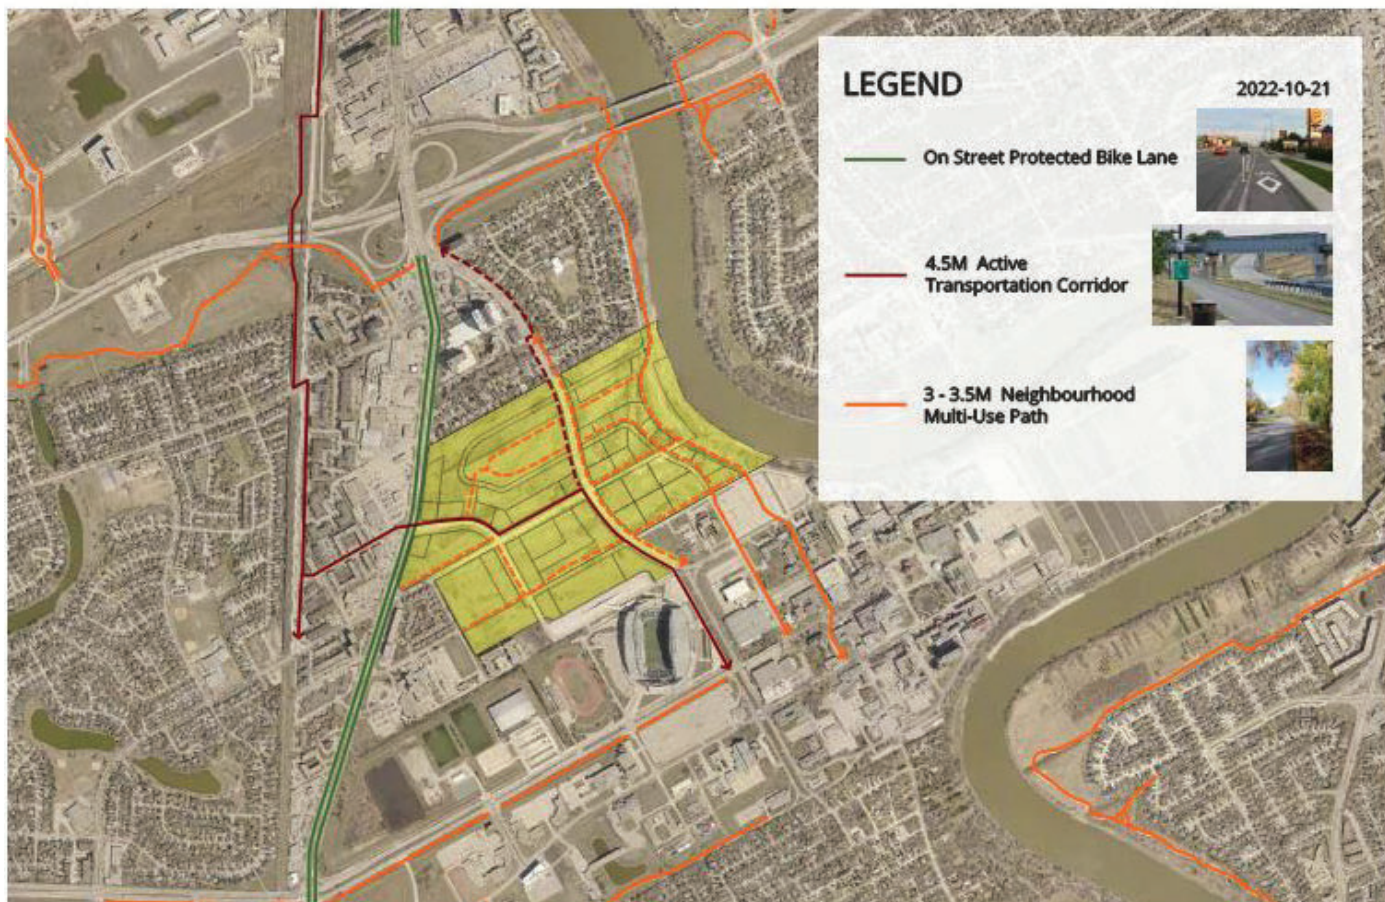 LEGEND
2022-10-21
On Street Protected Bike Lane
4.5M Active
Transportation Corridor
3 - 3.5M Neighbourhood
Multi-Use Path